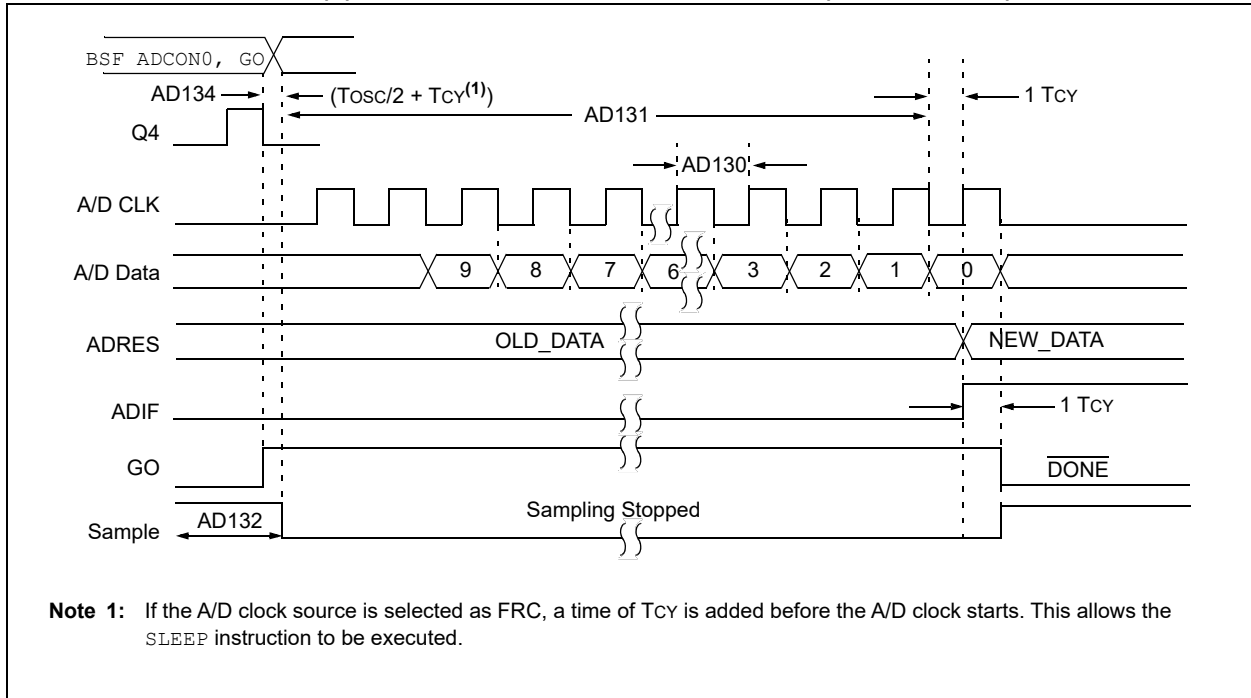 BSF ADCON0, GO
AD134
(TOSC/2 + TCY(1))
1 TCY
AD131
Q4
AD130
A/D CLK
A/D Data
9 8 7 6 3 2 1 0
ADRES
OLD_DATA
NEW_DATA
ADIF
1 TCY
GO
DONE
Sample
AD132
Sampling Stopped
Note 1: If the A/D clock source is selected as FRC, a time of TCY is added before the A/D clock starts. This allows the
SLEEP instruction to be executed.